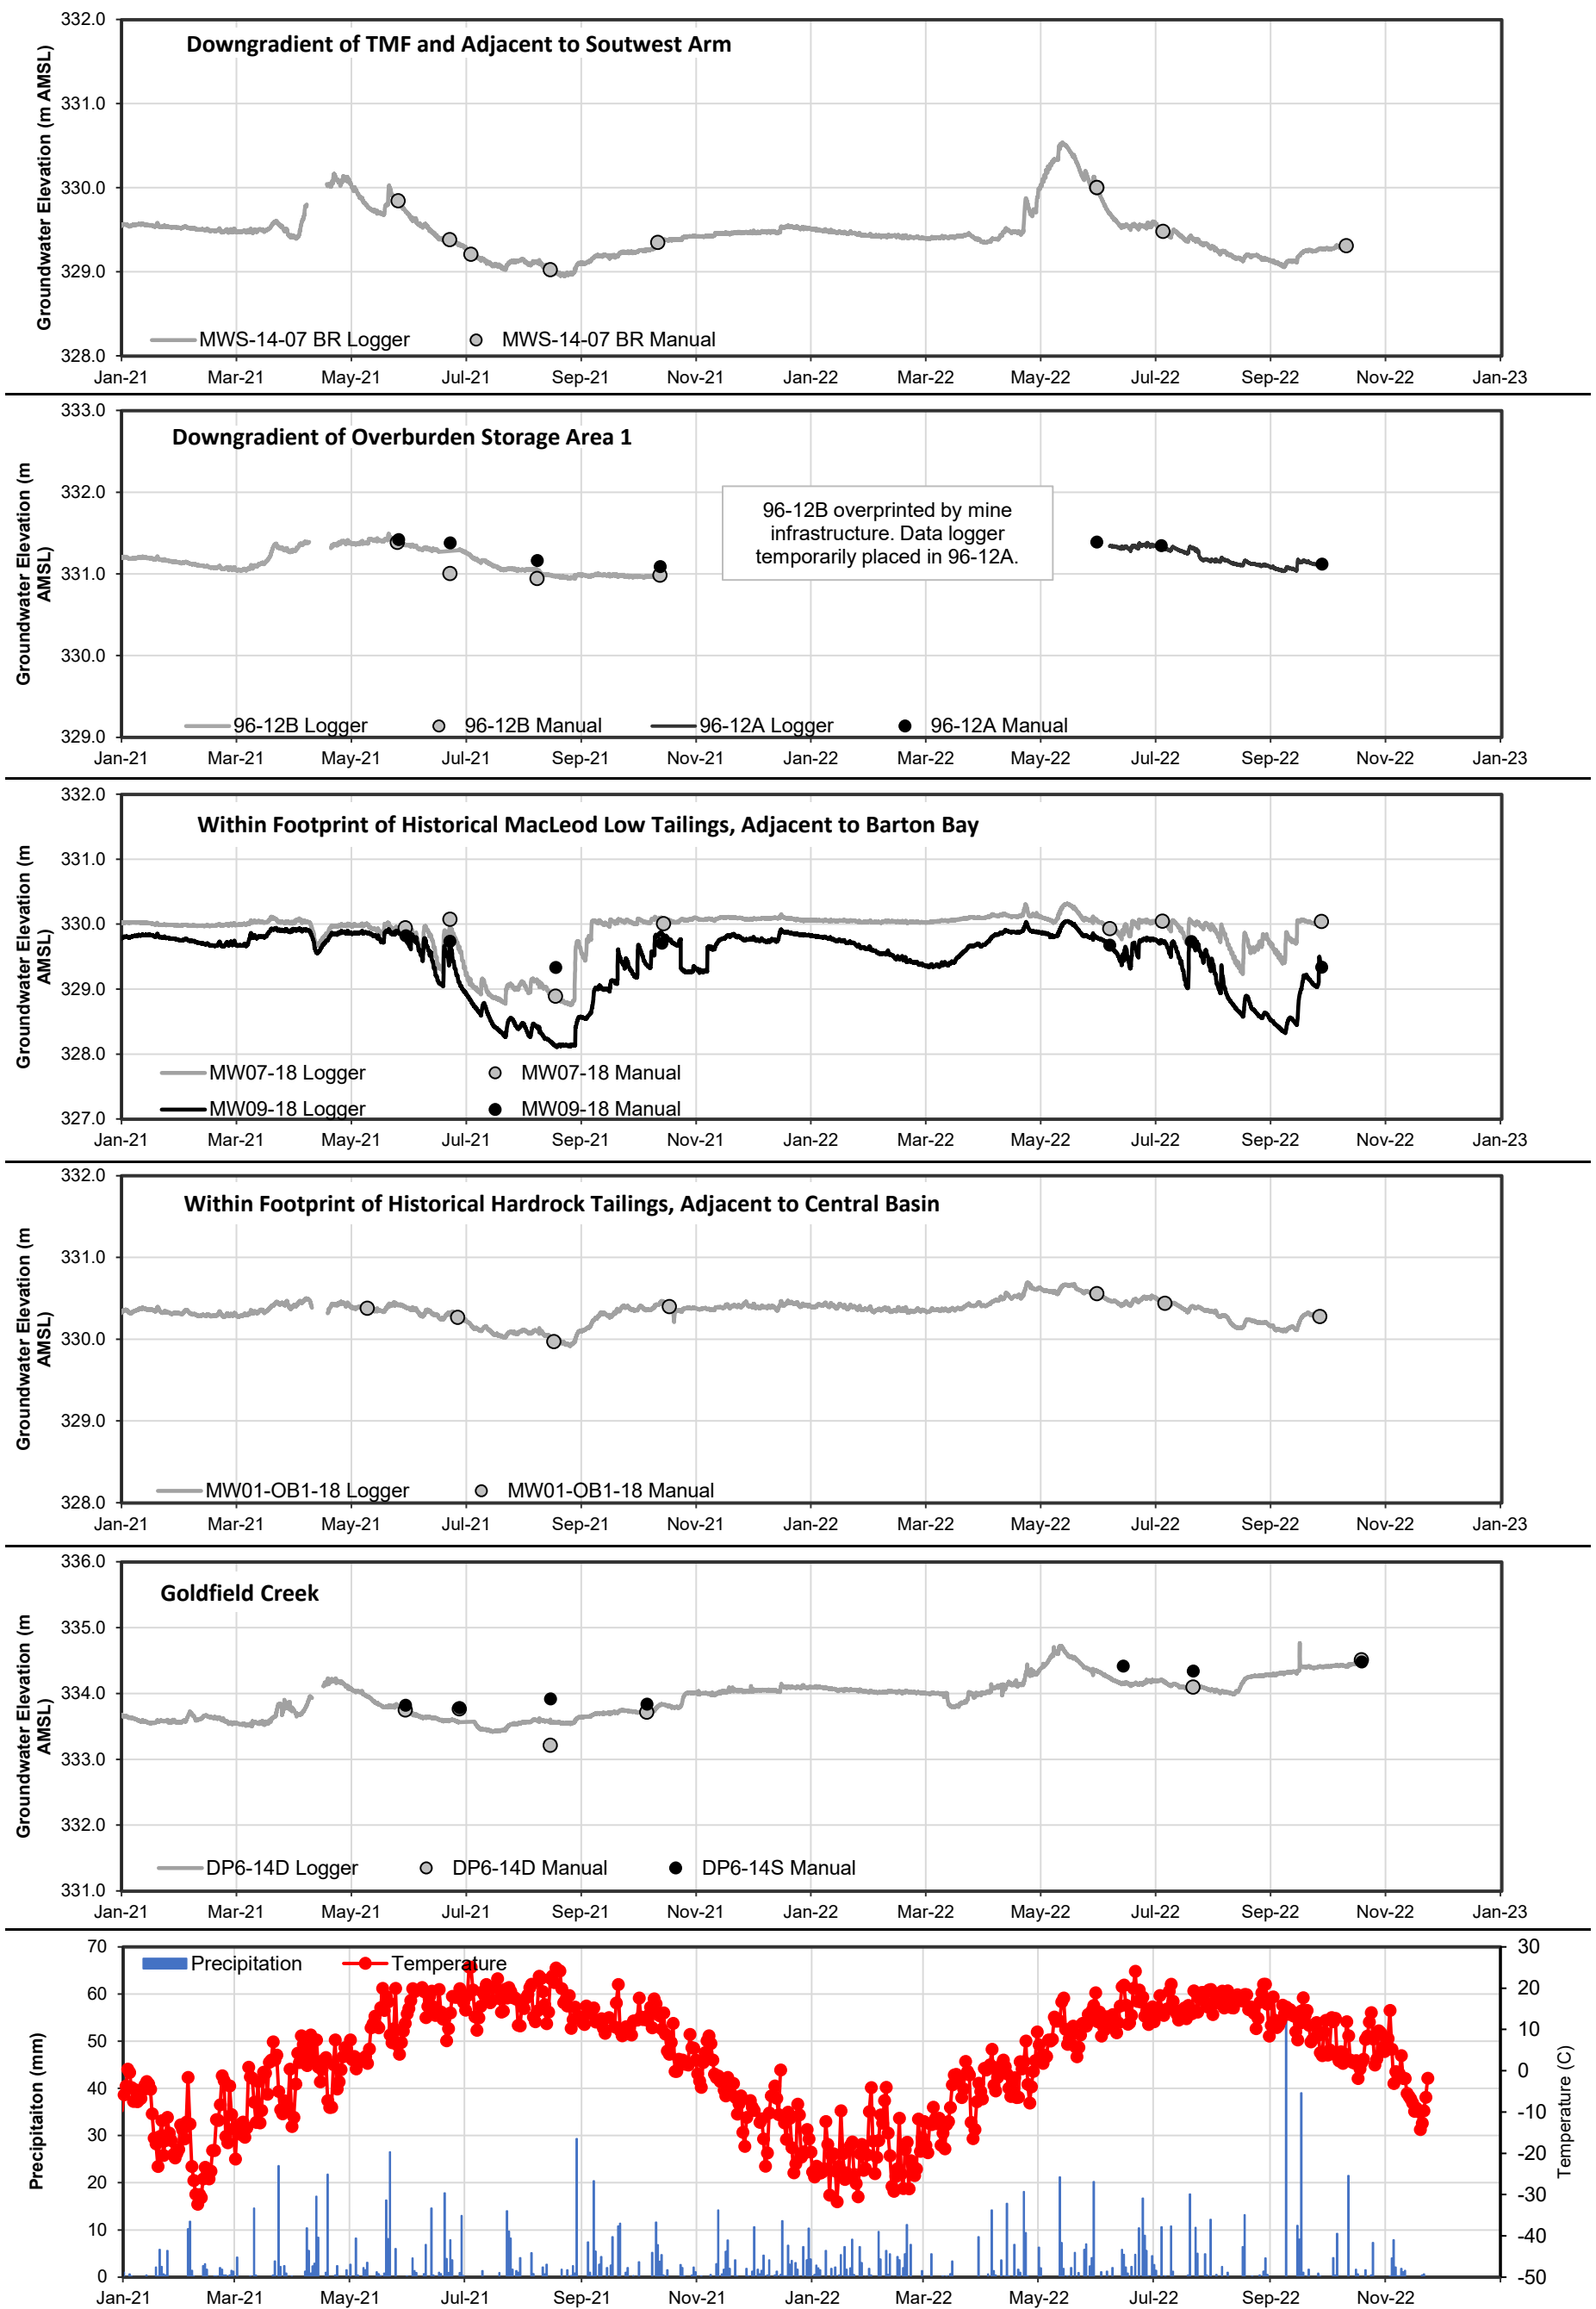 Downgradient of TMF and Adjacent to Soutwest Arm
Groundwater Elevation (m AMSL)
332.0
331.0
330.0
329.0
328.0
MWS-14-07 BR Logger MWS-14-07 BR Manual
Jan-21 Mar-21 May-21 Jul-21 Sep-21 Nov-21 Jan-22 Mar-22 May-22 Jul-22 Sep-22 Nov-22 Jan-23
Downgradient of Overburden Storage Area 1
Groundwater Elevation (m
AMSL)
333.0
332.0
331.0
330.0
329.0
96-12B overprinted by mine
infrastructure. Data logger
temporarily placed in 96-12A.
96-12B Logger 96-12B Manual 96-12A Logger 96-12A Manual
Jan-21 Mar-21 May-21 Jul-21 Sep-21 Nov-21 Jan-22 Mar-22 May-22 Jul-22 Sep-22 Nov-22 Jan-23
Within Footprint of Historical MacLeod Low Tailings, Adjacent to Barton Bay
Groundwater Elevation (m
AMSL)
332.0
331.0
330.0
329.0
328.0
327.0
MW07-18 Logger MW07-18 Manual
MW09-18 Logger MW09-18 Manual
Jan-21 Mar-21 May-21 Jul-21 Sep-21 Nov-21 Jan-22 Mar-22 May-22 Jul-22 Sep-22 Nov-22 Jan-23
Within Footprint of Historical Hardrock Tailings, Adjacent to Central Basin
Groundwater Elevation (m
AMSL)
332.0
331.0
330.0
329.0
328.0
MW01-OB1-18 Logger MW01-OB1-18 Manual
Jan-21 Mar-21 May-21 Jul-21 Sep-21 Nov-21 Jan-22 Mar-22 May-22 Jul-22 Sep-22 Nov-22 Jan-23
Goldfield Creek
Groundwater Elevation (m
AMSL)
336.0
335.0
334.0
333.0
332.0
331.0
DP6-14D Logger DP6-14D Manual DP6-14S Manual
Jan-21 Mar-21 May-21 Jul-21 Sep-21 Nov-21 Jan-22 Mar-22 May-22 Jul-22 Sep-22 Nov-22 Jan-23
Precipitation Temperature
Precipitaiton (mm)
70
60
50
40
30
20
10
0
30
20
10
0
-10
-20
-30
-40
-50
Temperature (C)
Jan-21 Mar-21 May-21 Jul-21 Sep-21 Nov-21 Jan-22 Mar-22 May-22 Jul-22 Sep-22 Nov-22